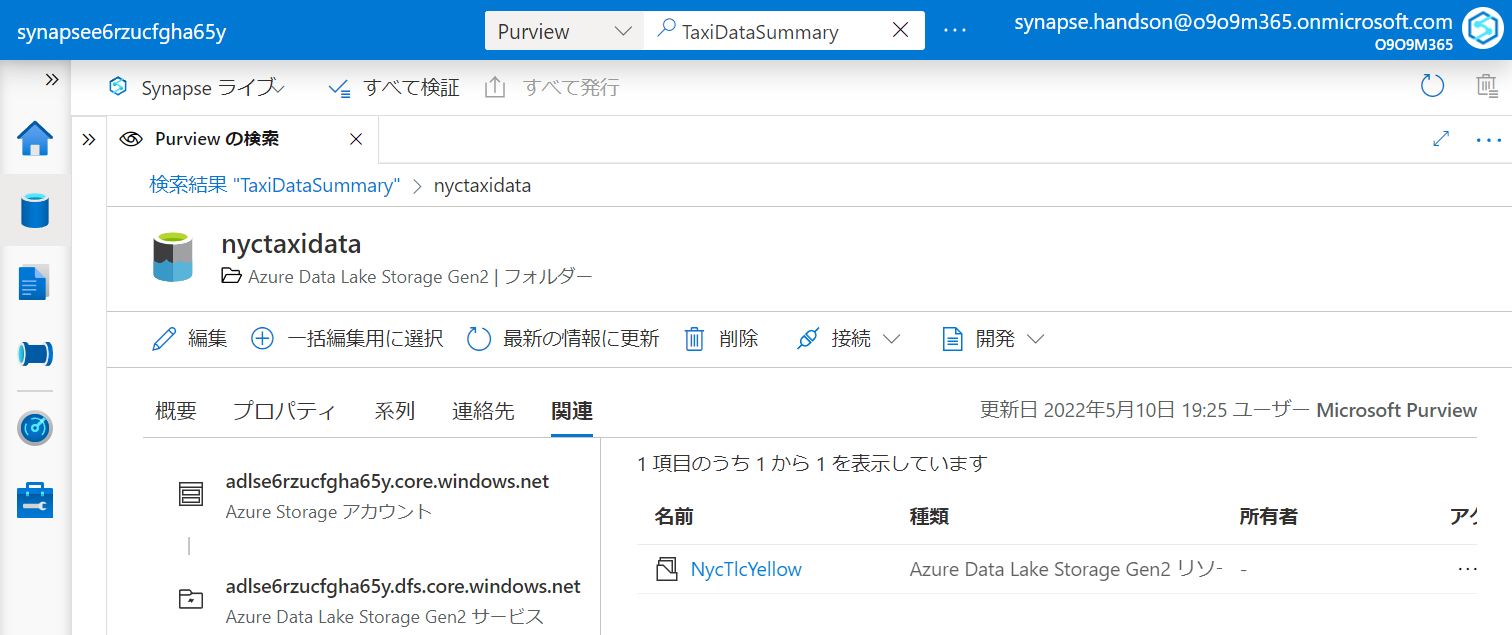 synapsee6rzucfgha65y
Purview
TaxiDataSummary
synapse.handson@o9o9m365.onmicrosoft.com
O9O9M365
Synapse ライブ
すべて検証
すべて発行
Purview の検索
検索結果 "TaxiDataSummary" > nyctaxidata
nyctaxidata
Azure Data Lake Storage Gen2 | フォルダー
編集
一括編集用に選択
最新の情報に更新
削除
接続
開発
概要
プロパティ
系列
連絡先
関連
更新日 2022年5月10日 19:25 ユーザー Microsoft Purview
adlse6rzucfgha65y.core.windows.net
Azure Storage アカウント
adlse6rzucfgha65y.dfs.core.windows.net
Azure Data Lake Storage Gen2 サービス
1 項目のうち 1 から 1 を表示しています
名前 種類 所有者
NycTlcYellow Azure Data Lake Storage Gen2 リソ -